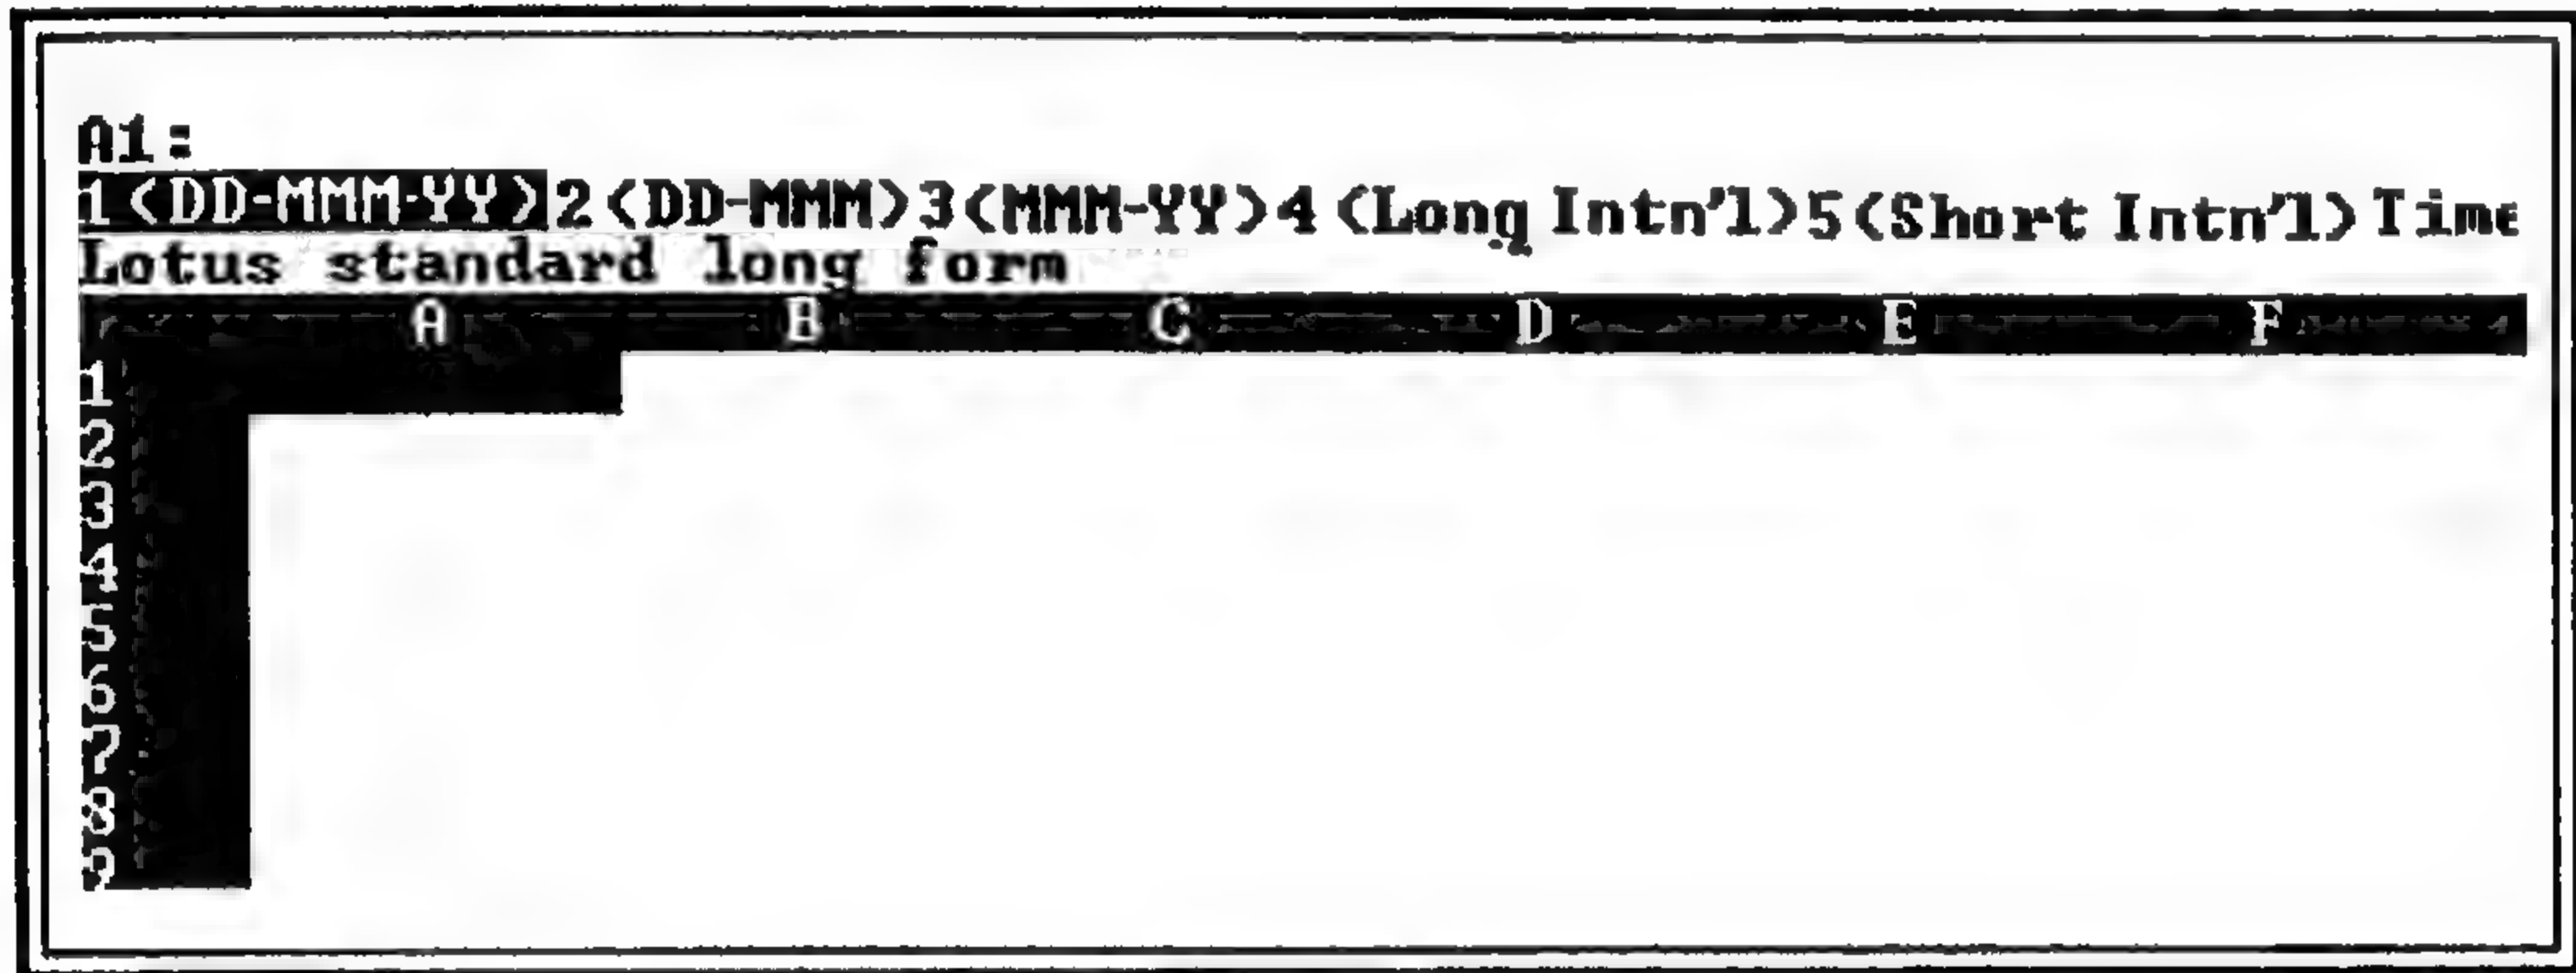 A1:
1 (DD-MMM-YY) 2 (DD-MMM) 3 (MMM-YY) 4 (Long Intn'l) 5 (Short Intn'l) Time
Lotus standard long form
A B C D E F
1
2
3
4
5
6
7
8
9